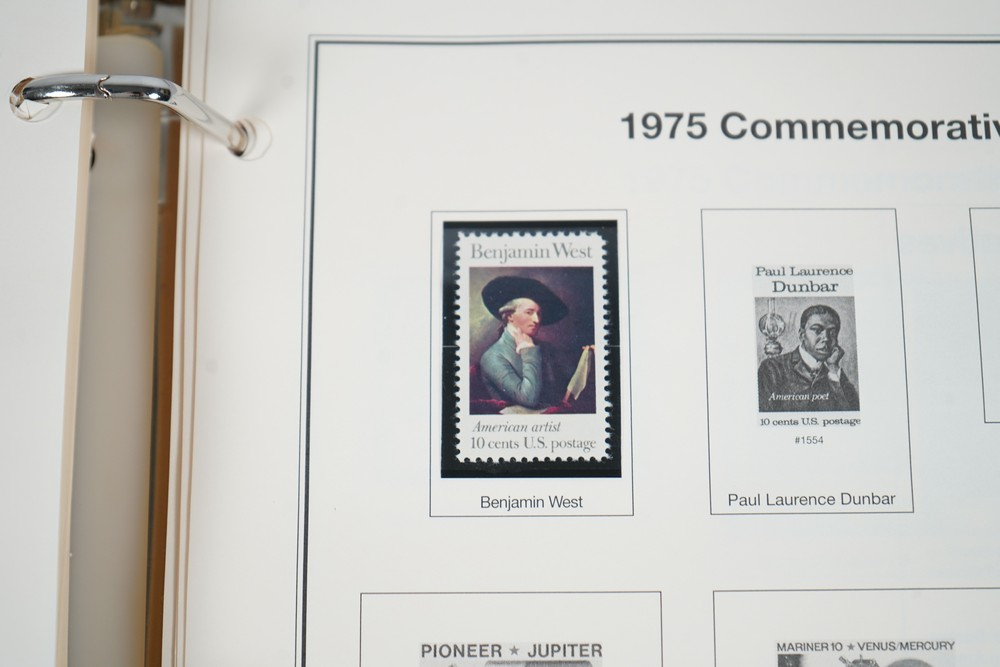 1975 Commemorativ
Benjamin West
American artist
10 cents U.S. postage
Benjamin West
Paul Laurence
Dunbar
American poet
10 cents U.S. postage
#1554
Paul Laurence Dunbar
PIONEER ★ JUPITER
MARINER 10 ★ VENUS/MERCURY